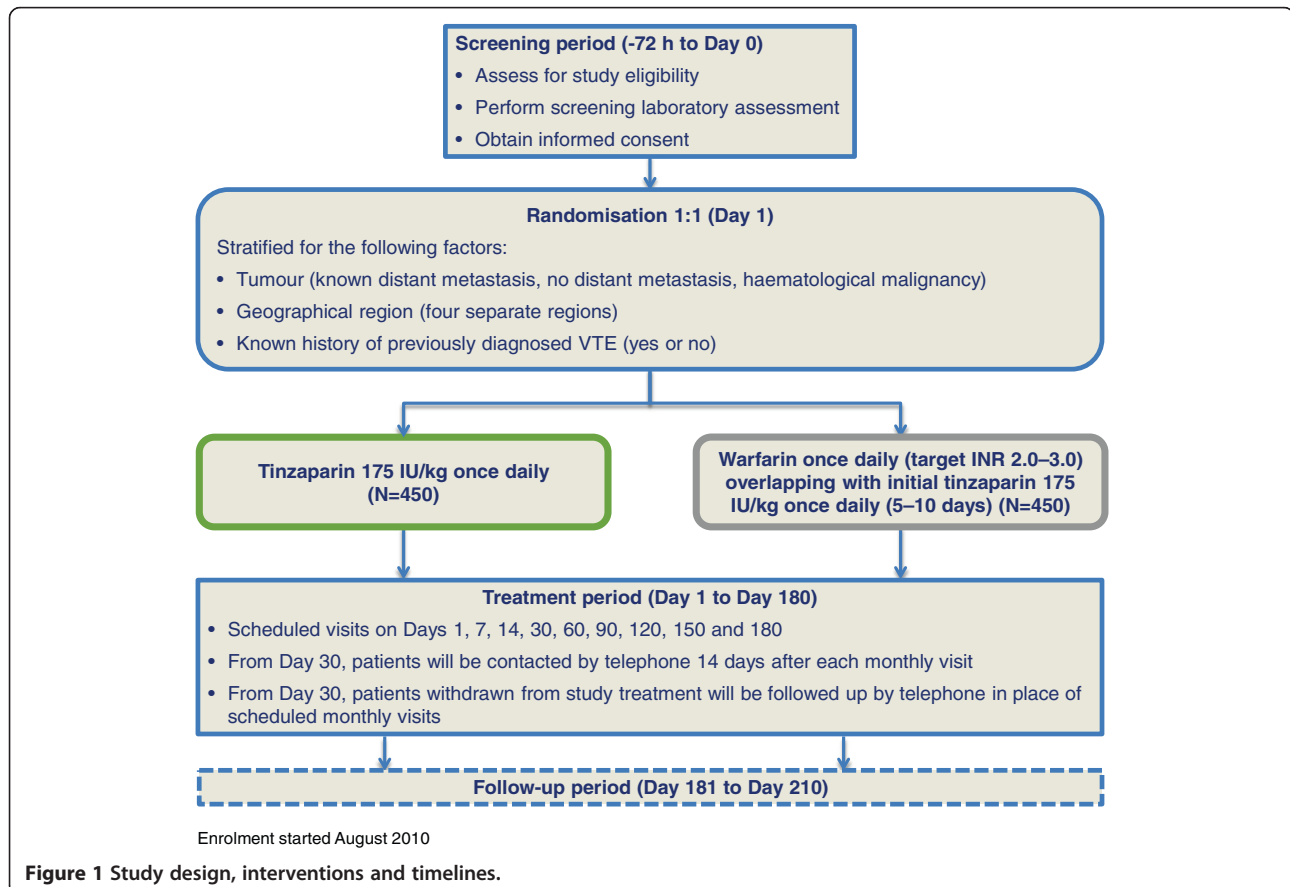 Screening period (-72 h to Day 0)
• Assess for study eligibility
• Perform screening laboratory assessment
• Obtain informed consent
Randomisation 1:1 (Day 1)
Stratified for the following factors:
• Tumour (known distant metastasis, no distant metastasis, haematological malignancy)
• Geographical region (four separate regions)
• Known history of previously diagnosed VTE (yes or no)
Tinzaparin 175 IU/kg once daily
(N=450)
Warfarin once daily (target INR 2.0–3.0)
overlapping with initial tinzaparin 175
IU/kg once daily (5–10 days) (N=450)
Treatment period (Day 1 to Day 180)
• Scheduled visits on Days 1, 7, 14, 30, 60, 90, 120, 150 and 180
• From Day 30, patients will be contacted by telephone 14 days after each monthly visit
• From Day 30, patients withdrawn from study treatment will be followed up by telephone in place of
scheduled monthly visits
Follow-up period (Day 181 to Day 210)
Enrolment started August 2010
Figure 1 Study design, interventions and timelines.